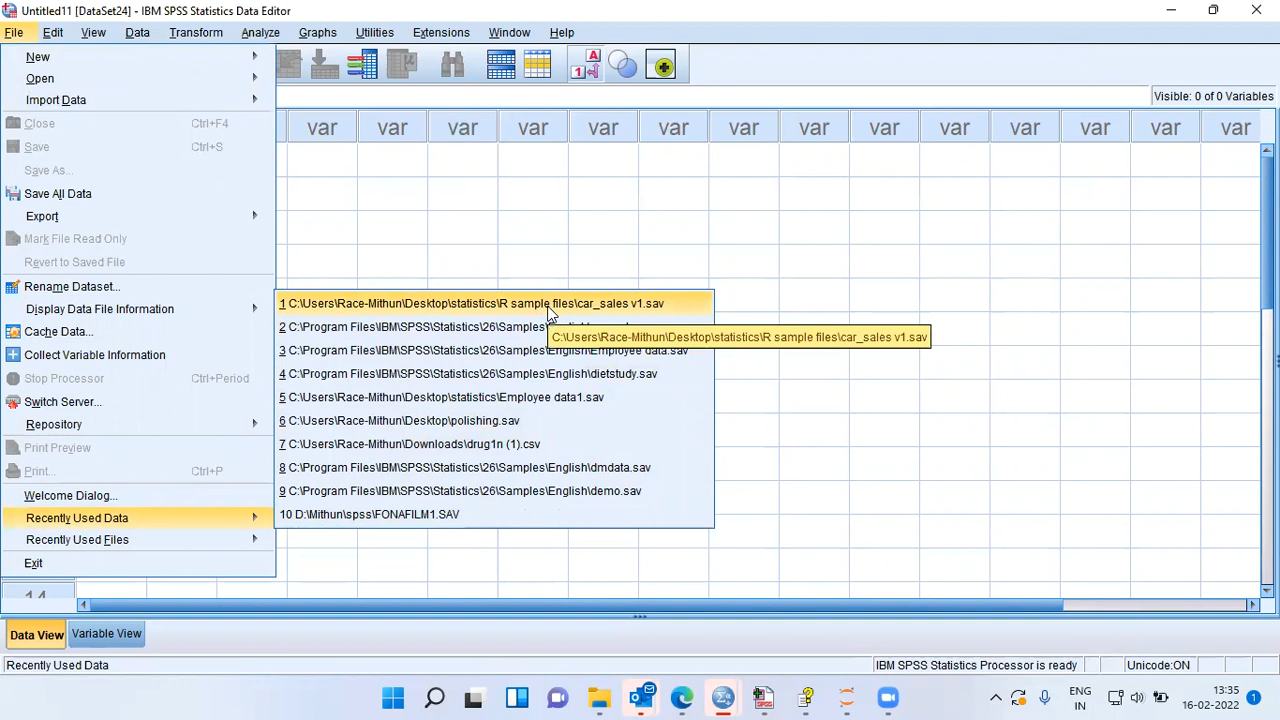 Untitled11 [DataSet24] - IBM SPSS Statistics Data Editor
File Edit View Data Transform Analyze Graphs Utilities Extensions Window Help
New
Open
Import Data
Close Ctrl+F4
Save Ctrl+S
Save As...
Save All Data
Export
Mark File Read Only
Revert to Saved File
Rename Dataset...
Display Data File Information
Cache Data...
Collect Variable Information
Stop Processor Ctrl+Period
Switch Server...
Repository
Print Preview
Print... Ctrl+P
Welcome Dialog...
Recently Used Data
Recently Used Files
Exit
Visible: 0 of 0 Variables
var var var var var var var var var var var var var var
1 C:\Users\Race-Mithun\Desktop\statistics\R sample files\car_sales v1.sav
2 C:\Program Files\IBM\SPSS\Statistics\26\Samples\
C:\Users\Race-Mithun\Desktop\statistics\R sample files\car_sales v1.sav
3 C:\Program Files\IBM\SPSS\Statistics\26\Samples\English\Employee data.sav
4 C:\Program Files\IBM\SPSS\Statistics\26\Samples\English\dietstudy.sav
5 C:\Users\Race-Mithun\Desktop\statistics\Employee data1.sav
6 C:\Users\Race-Mithun\Desktop\polishing.sav
7 C:\Users\Race-Mithun\Downloads\drug1n (1).csv
8 C:\Program Files\IBM\SPSS\Statistics\26\Samples\English\dmdata.sav
9 C:\Program Files\IBM\SPSS\Statistics\26\Samples\English\demo.sav
10 D:\Mithun\spss\FONAFILM1.SAV
14
Data View Variable View
Recently Used Data
IBM SPSS Statistics Processor is ready
Unicode:ON
ENG
IN
13:35
16-02-2022
1